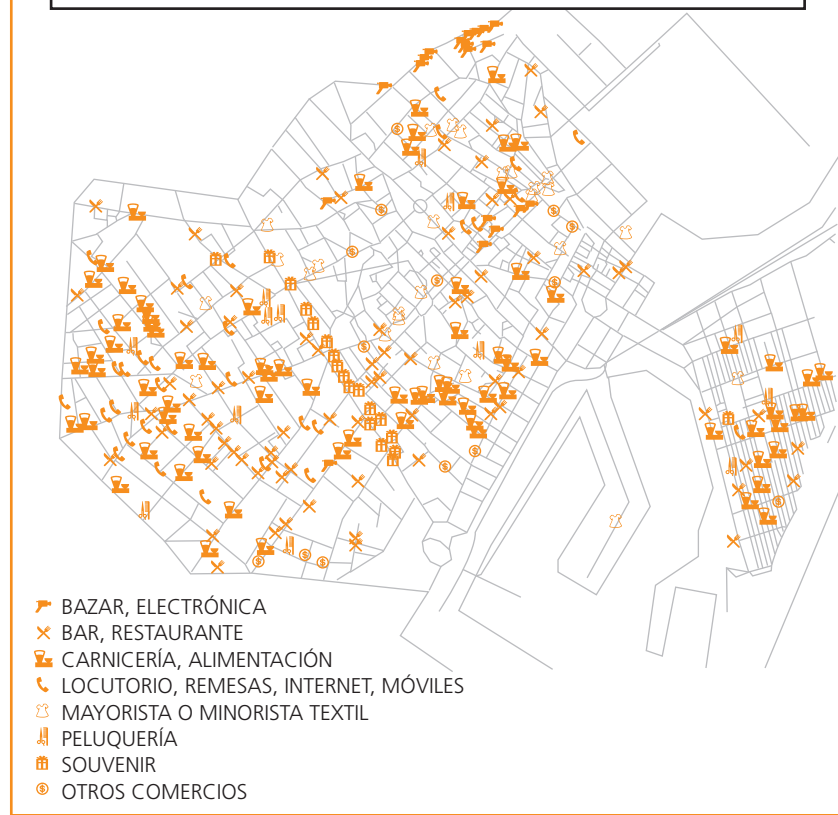 BAZAR, ELECTRÓNICA
BAR, RESTAURANTE
CARNICERÍA, ALIMENTACIÓN
LOCUTORIO, REMESAS, INTERNET, MÓVILES
MAYORISTA O MINORISTA TEXTIL
PELUQUERÍA
SOUVENIR
OTROS COMERCIOS